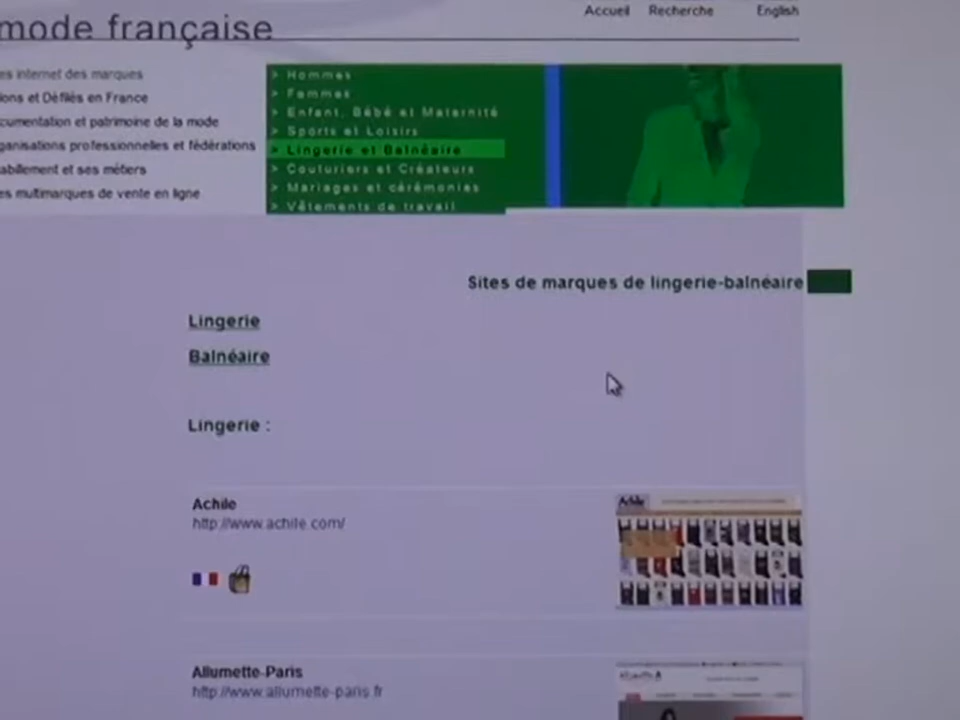 mode française
Accueil Recherche English
es internet des marques
ions et Défilés en France
cumentation et patrimoine de la mode
ganisations professionnelles et fédérations
abillement et ses métiers
es multimarques de vente en ligne
> Hommes
> Femmes
> Enfant, Bébé et Maternité
> Sports et Loisirs
> Lingerie et Balnéaire
> Couturiers et Créateurs
> Mariages et cérémonies
> Vêtements de travail
Sites de marques de lingerie-balnéaire
Lingerie
Balnéaire
Lingerie :
Achile
http://www.achile.com/
Achile
Allumette-Paris
http://www.allumette-paris.fr